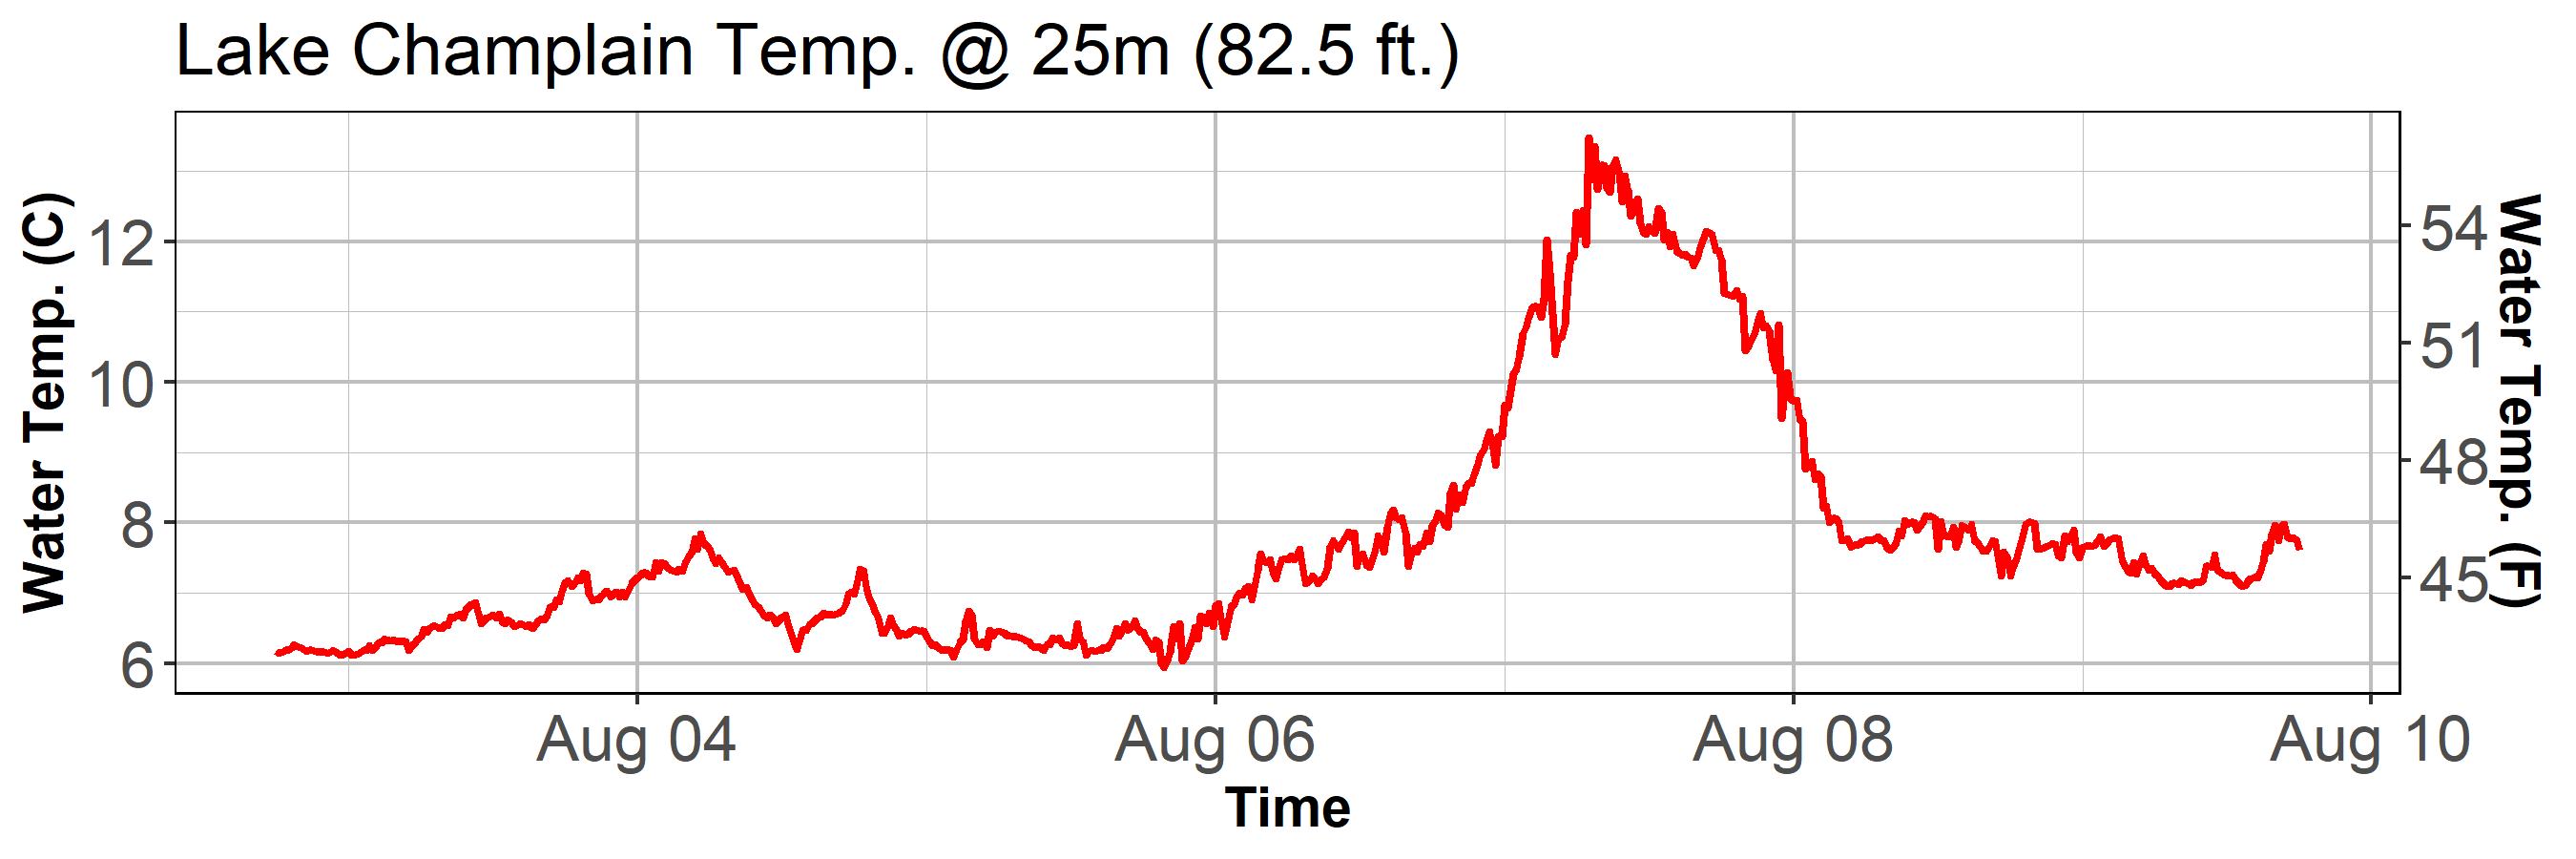 Lake Champlain Temp. @ 25m (82.5 ft.)
Water Temp. (C)
12
10
8
6
54
51
48
45
Water Temp. (F)
Aug 04
Aug 06
Aug 08
Aug 10
Time